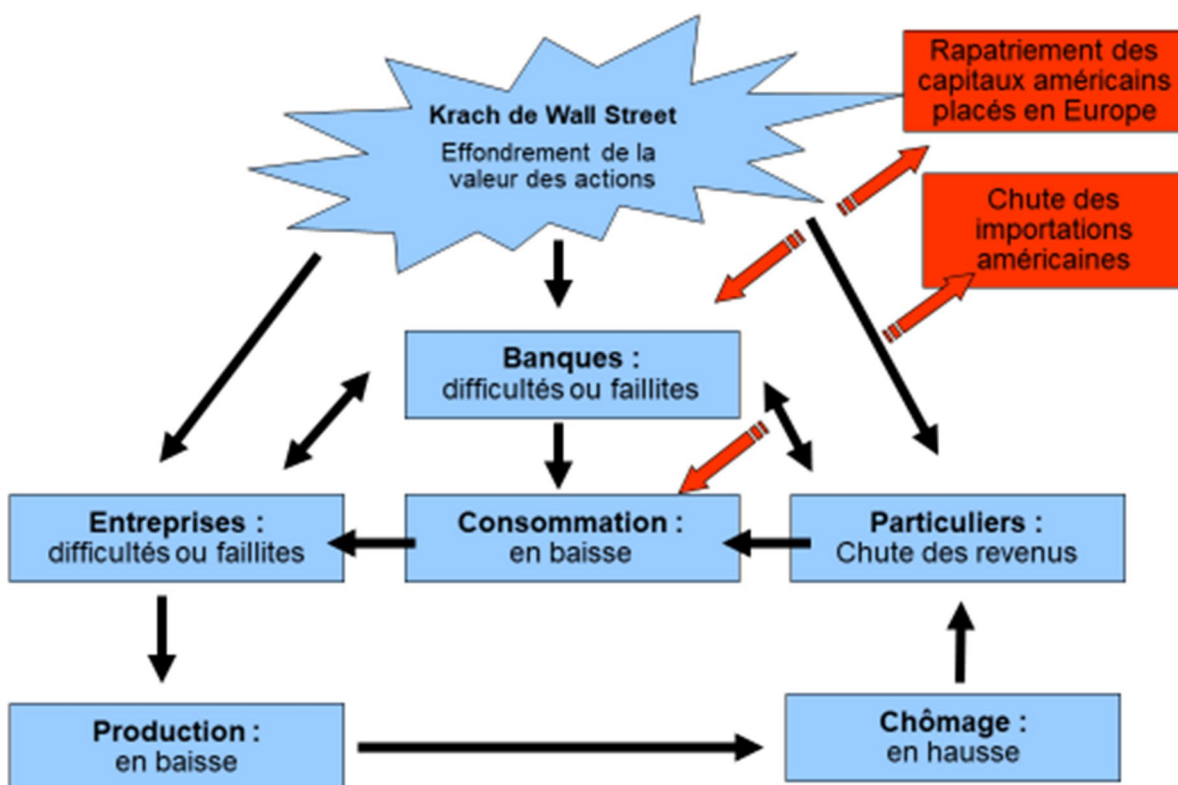 Krach de Wall Street
Effondrement de la
valeur des actions
Rapatriement des
capitaux américains
placés en Europe
Chute des
importations
américaines
Banques :
difficultés ou faillites
Entreprises :
difficultés ou faillites
Consommation :
en baisse
Particuliers :
Chute des revenus
Production :
en baisse
Chômage :
en hausse